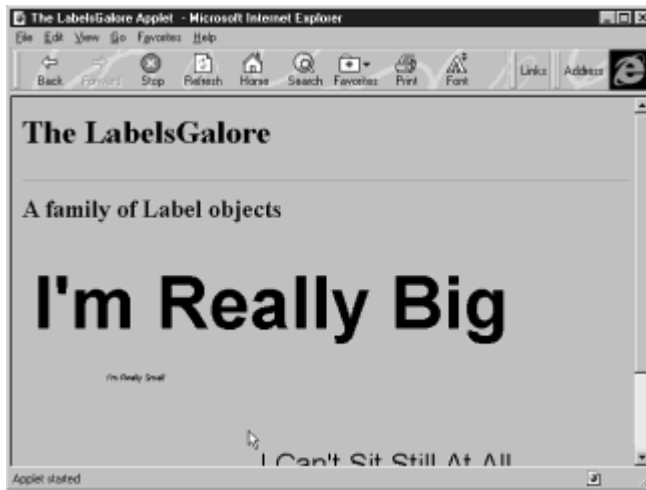 The LabelsGalore Applet - Microsoft Internet Explorer
File Edit View Go Favorites Help
Back Forward Stop Refresh Home Search Favorites Print Font Links Address
The LabelsGalore
A family of Label objects
I'm Really Big
I'm Really Small
I Can't Sit Still At All
Applet started